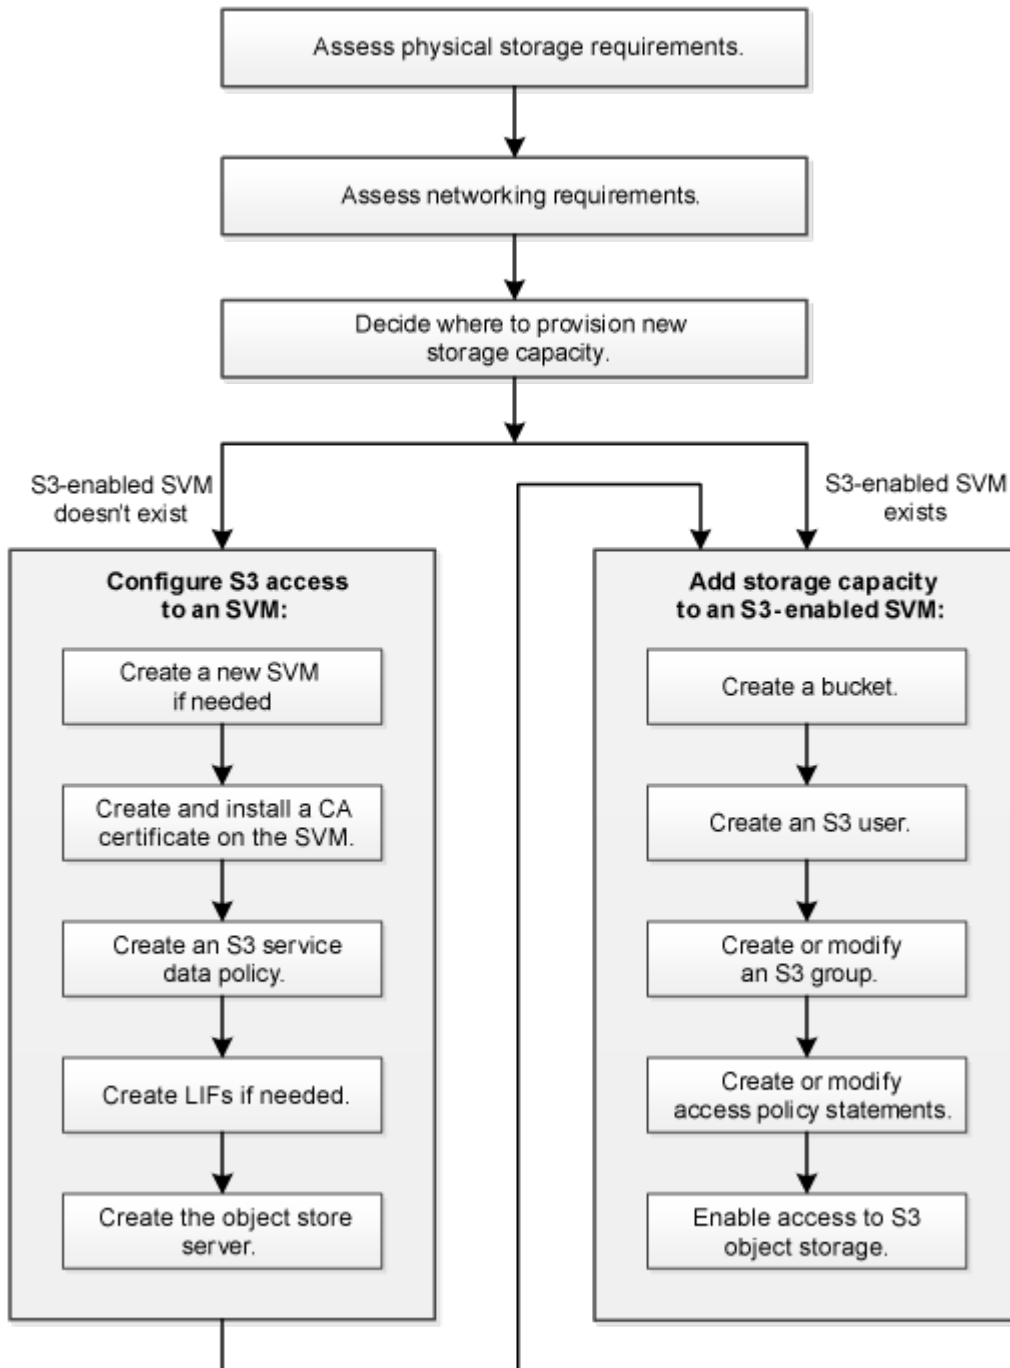 Assess physical storage requirements.
Assess networking requirements.
Decide where to provision new
storage capacity.
S3-enabled SVM
doesn't exist
S3-enabled SVM
exists
Configure S3 access
to an SVM:
Create a new SVM
if needed
Create and install a CA
certificate on the SVM.
Create an S3 service
data policy.
Create LIFs if needed.
Create the object store
server.
Add storage capacity
to an S3-enabled SVM:
Create a bucket.
Create an S3 user.
Create or modify
an S3 group.
Create or modify
access policy statements.
Enable access to S3
object storage.